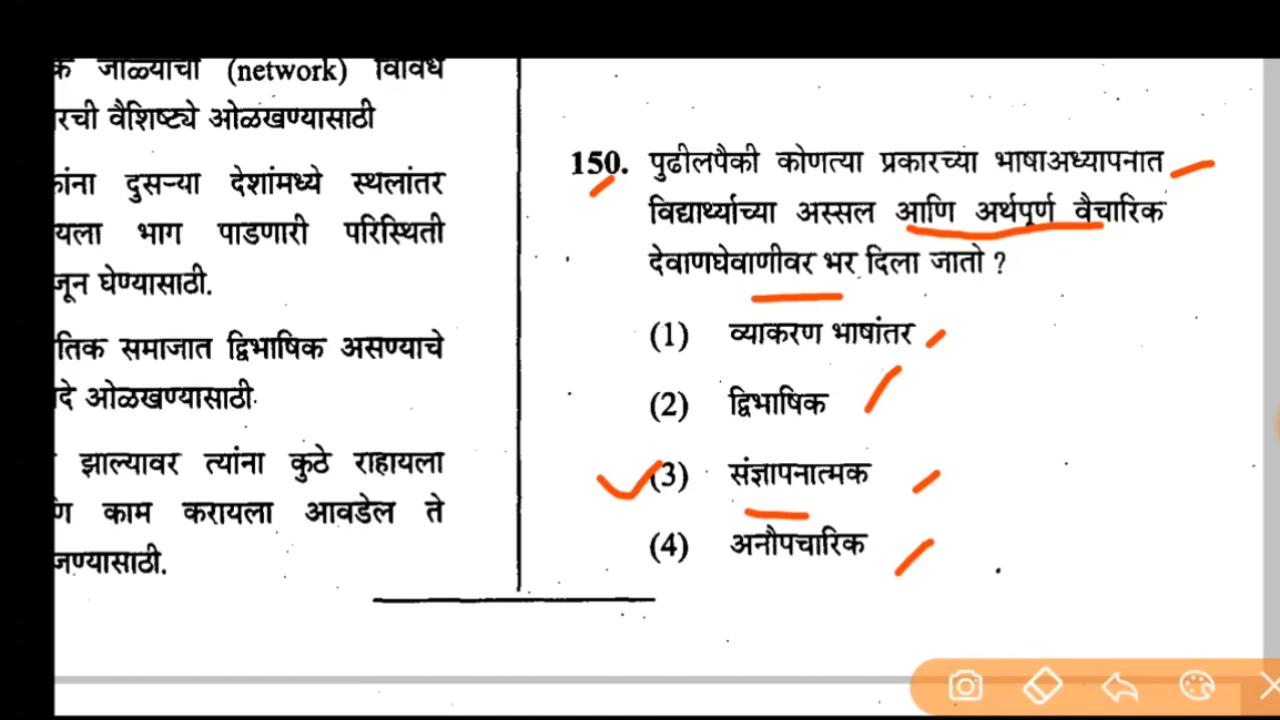 जाळ्याचा (network) विविध
रची वैशिष्ट्ये ओळखण्यासाठी
कांना दुसऱ्या देशांमध्ये स्थलांतर
यला भाग पाडणारी परिस्थिती
जून घेण्यासाठी.
तिक समाजात द्विभाषिक असण्याचे
दे ओळखण्यासाठी.
झाल्यावर त्यांना कुठे राहायला
काम करायला आवडेल ते
जण्यासाठी.
150. पुढीलपैकी कोणत्या प्रकारच्या भाषाअध्यापनात
विद्यार्थ्याच्या अस्सल आणि अर्थपूर्ण वैचारिक
देवाणघेवाणीवर भर दिला जातो ?
(1) व्याकरण भाषांतर
(2) द्विभाषिक
(3) संज्ञापनात्मक
(4) अनौपचारिक